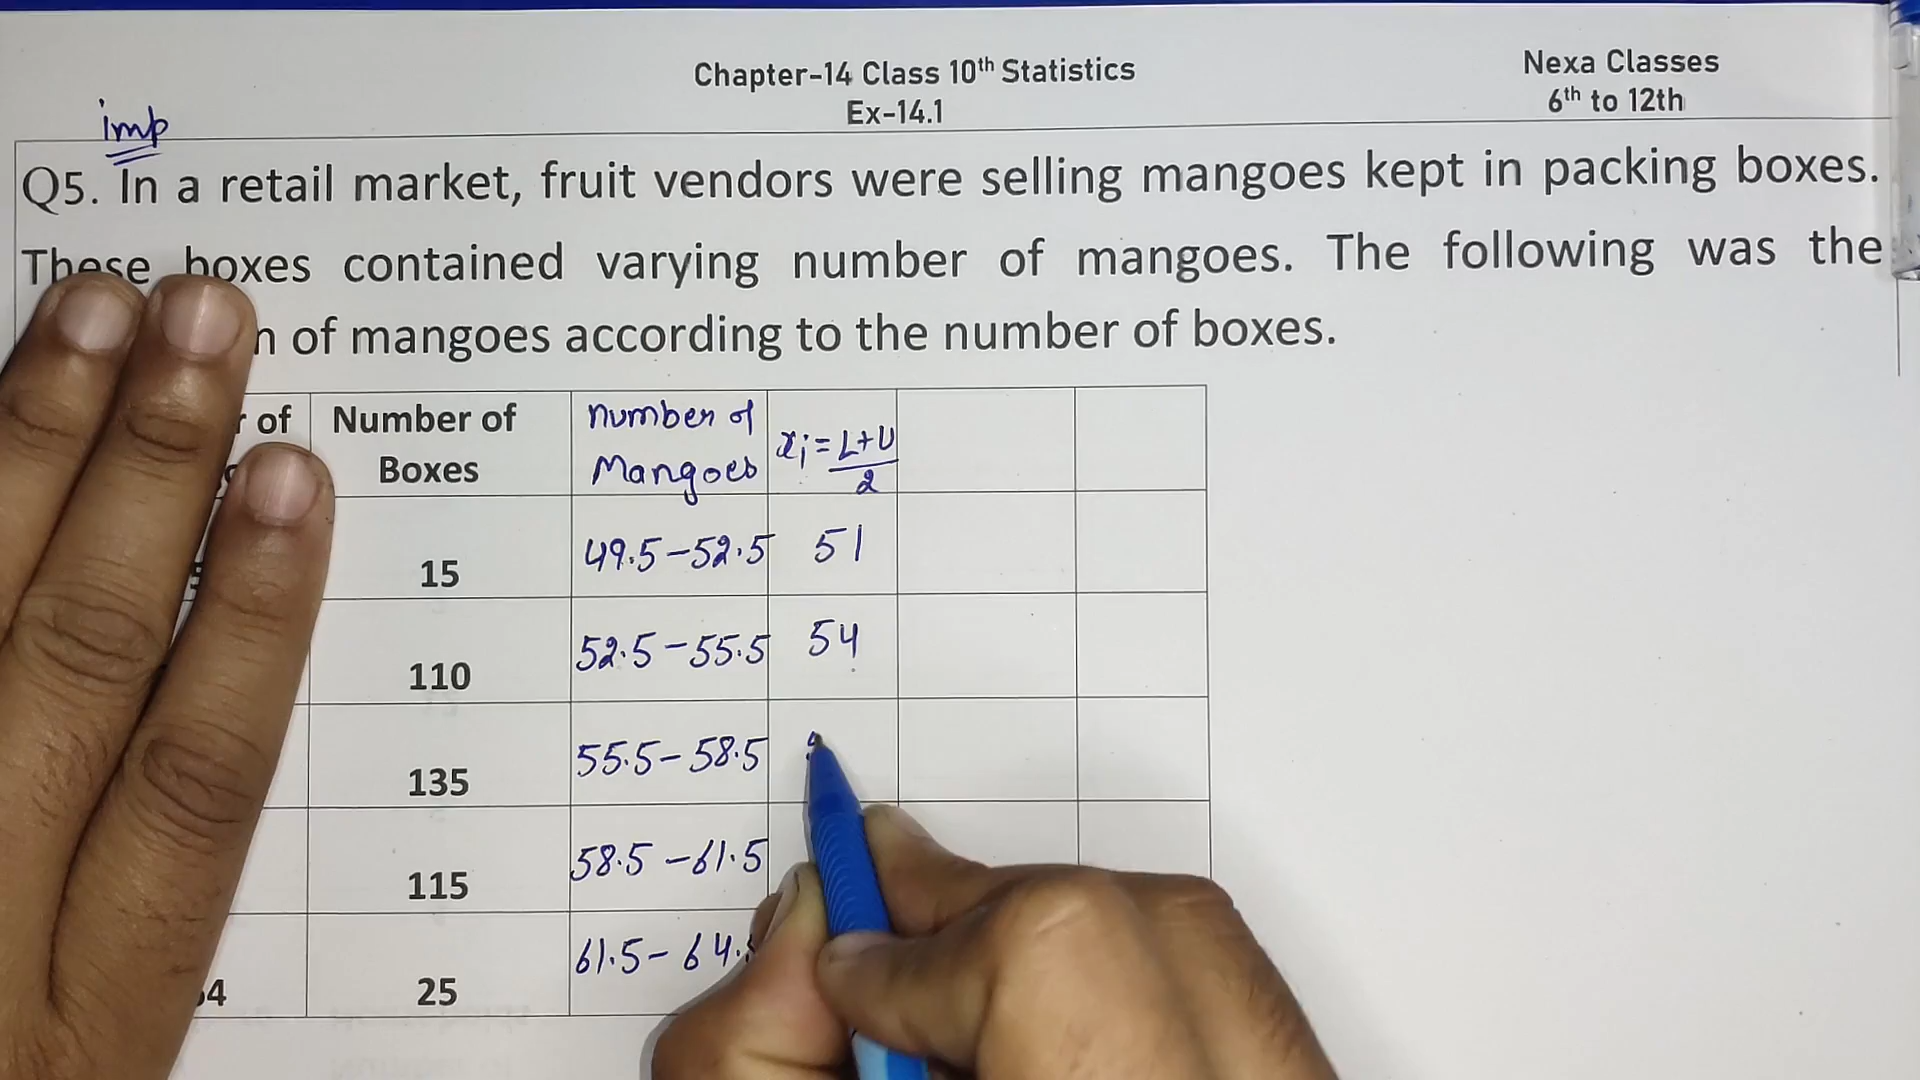 Chapter-14 Class 10th Statistics
Ex-14.1
Nexa Classes
6th to 12th
imp
Q5. In a retail market, fruit vendors were selling mangoes kept in packing boxes.
These boxes contained varying number of mangoes. The following was the
n of mangoes according to the number of boxes.
r of
Number of
Boxes
number of
Mangoes
xi = L+U
2
15
49.5-52.5
51
110
52.5-55.5
54
135
55.5-58.5
115
58.5-61.5
4
25
61.5-64.